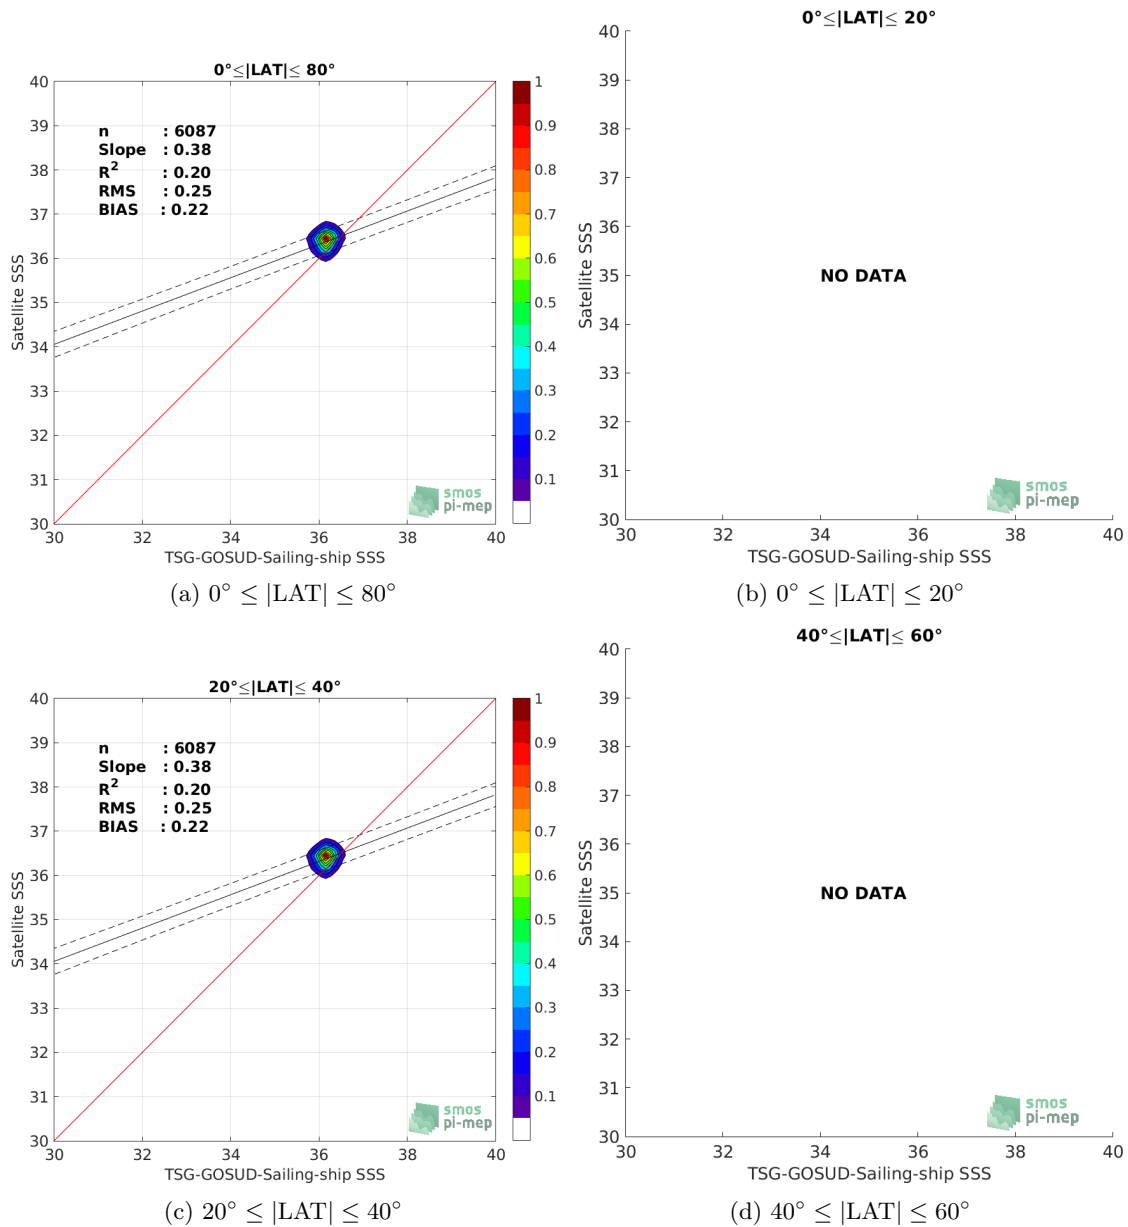 0°≤|LAT|≤ 80°
40
39
38
37
36
35
34
33
32
31
30
30 32 34 36 38 40
Satellite SSS
TSG-GOSUD-Sailing-ship SSS
n : 6087
Slope : 0.38
R² : 0.20
RMS : 0.25
BIAS : 0.22
1
0.9
0.8
0.7
0.6
0.5
0.4
0.3
0.2
0.1
smos
pi-mep
(a) 0° ≤ |LAT| ≤ 80°
0°≤|LAT|≤ 20°
40
39
38
37
36
35
34
33
32
31
30
30 32 34 36 38 40
Satellite SSS
TSG-GOSUD-Sailing-ship SSS
NO DATA
smos
pi-mep
(b) 0° ≤ |LAT| ≤ 20°
20°≤|LAT|≤ 40°
40
39
38
37
36
35
34
33
32
31
30
30 32 34 36 38 40
Satellite SSS
TSG-GOSUD-Sailing-ship SSS
n : 6087
Slope : 0.38
R² : 0.20
RMS : 0.25
BIAS : 0.22
1
0.9
0.8
0.7
0.6
0.5
0.4
0.3
0.2
0.1
smos
pi-mep
(c) 20° ≤ |LAT| ≤ 40°
40°≤|LAT|≤ 60°
40
39
38
37
36
35
34
33
32
31
30
30 32 34 36 38 40
Satellite SSS
TSG-GOSUD-Sailing-ship SSS
NO DATA
smos
pi-mep
(d) 40° ≤ |LAT| ≤ 60°